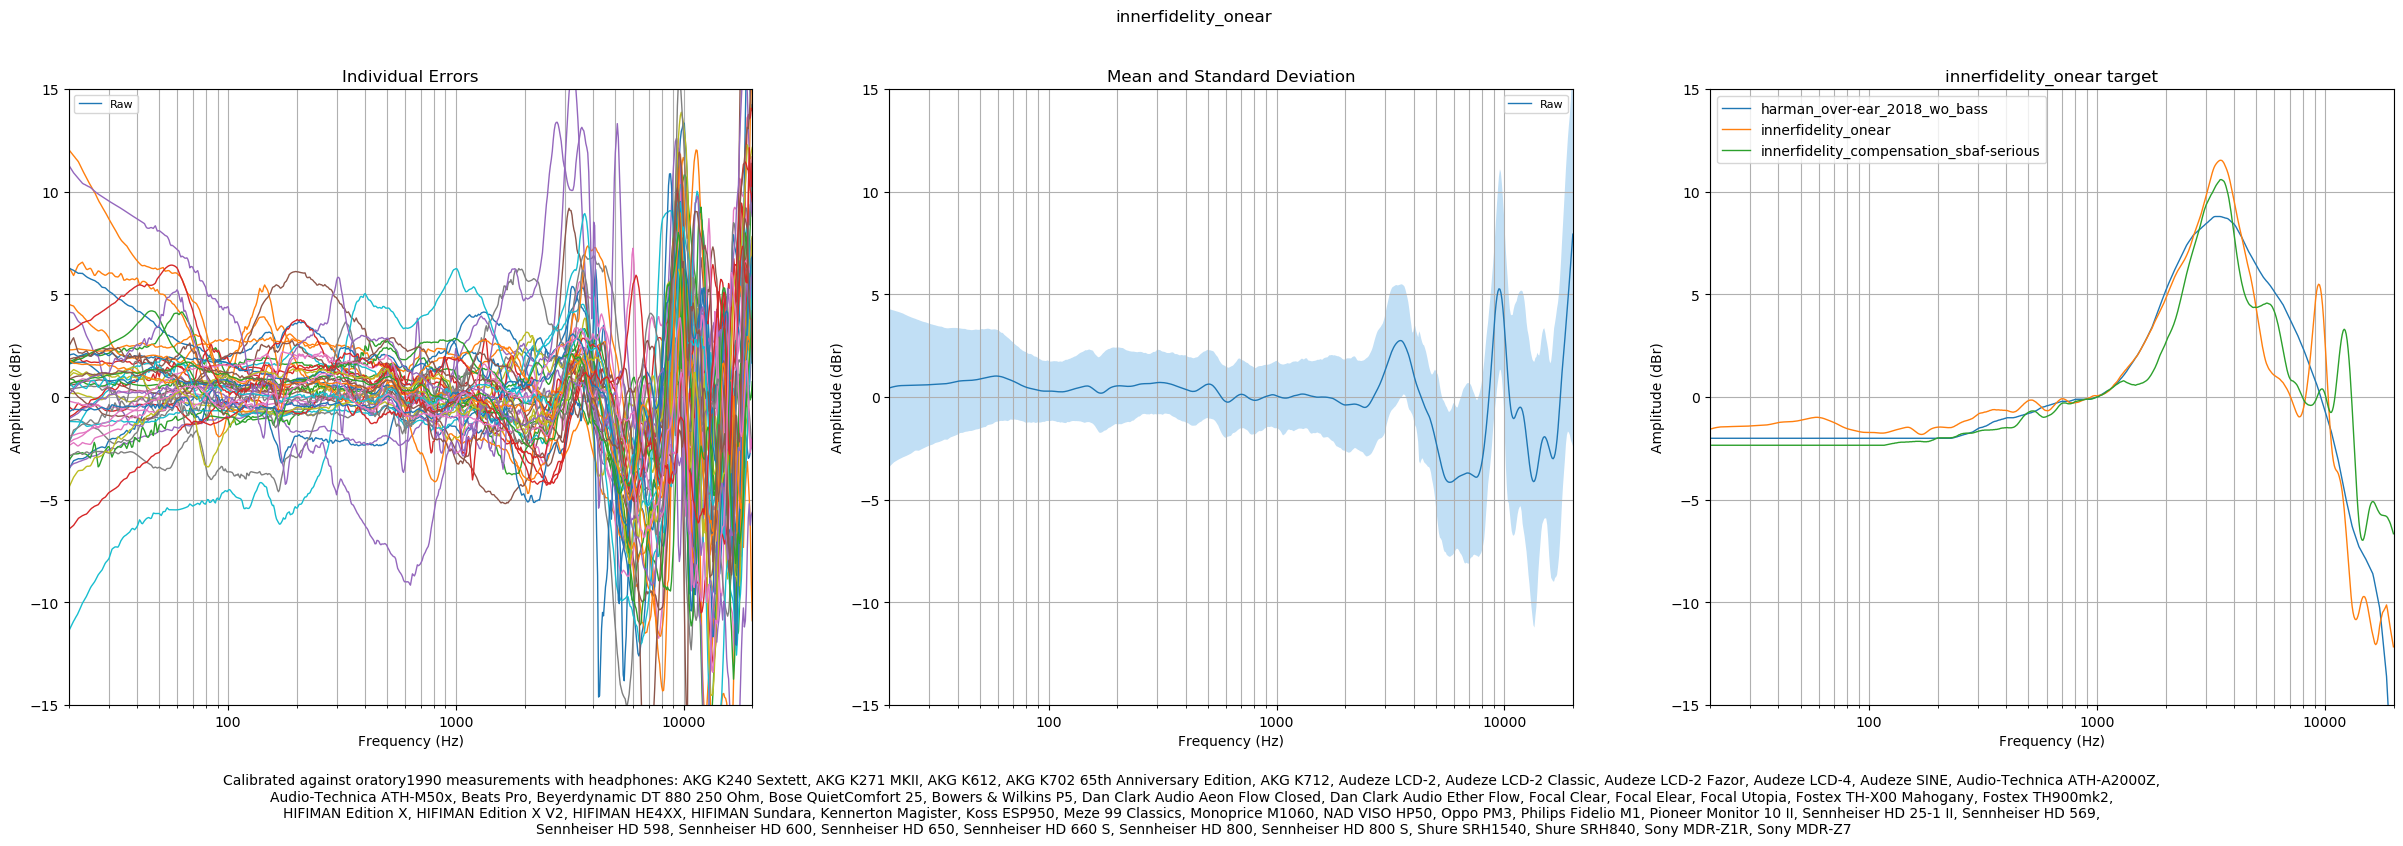 innerfidelity_onear
Individual Errors
Raw
15
10
5
0
−5
−10
−15
Amplitude (dBr)
100
1000
10000
Frequency (Hz)
Mean and Standard Deviation
Raw
15
10
5
0
−5
−10
−15
Amplitude (dBr)
100
1000
10000
Frequency (Hz)
innerfidelity_onear target
harman_over-ear_2018_wo_bass
innerfidelity_onear
innerfidelity_compensation_sbaf-serious
15
10
5
0
−5
−10
−15
Amplitude (dBr)
100
1000
10000
Frequency (Hz)
Calibrated against oratory1990 measurements with headphones: AKG K240 Sextett, AKG K271 MKII, AKG K612, AKG K702 65th Anniversary Edition, AKG K712, Audeze LCD-2, Audeze LCD-2 Classic, Audeze LCD-2 Fazor, Audeze LCD-4, Audeze SINE, Audio-Technica ATH-A2000Z,
Audio-Technica ATH-M50x, Beats Pro, Beyerdynamic DT 880 250 Ohm, Bose QuietComfort 25, Bowers & Wilkins P5, Dan Clark Audio Aeon Flow Closed, Dan Clark Audio Ether Flow, Focal Clear, Focal Elear, Focal Utopia, Fostex TH-X00 Mahogany, Fostex TH900mk2,
HIFIMAN Edition X, HIFIMAN Edition X V2, HIFIMAN HE4XX, HIFIMAN Sundara, Kennerton Magister, Koss ESP950, Meze 99 Classics, Monoprice M1060, NAD VISO HP50, Oppo PM3, Philips Fidelio M1, Pioneer Monitor 10 II, Sennheiser HD 25-1 II, Sennheiser HD 569,
Sennheiser HD 598, Sennheiser HD 600, Sennheiser HD 650, Sennheiser HD 660 S, Sennheiser HD 800, Sennheiser HD 800 S, Shure SRH1540, Shure SRH840, Sony MDR-Z1R, Sony MDR-Z7